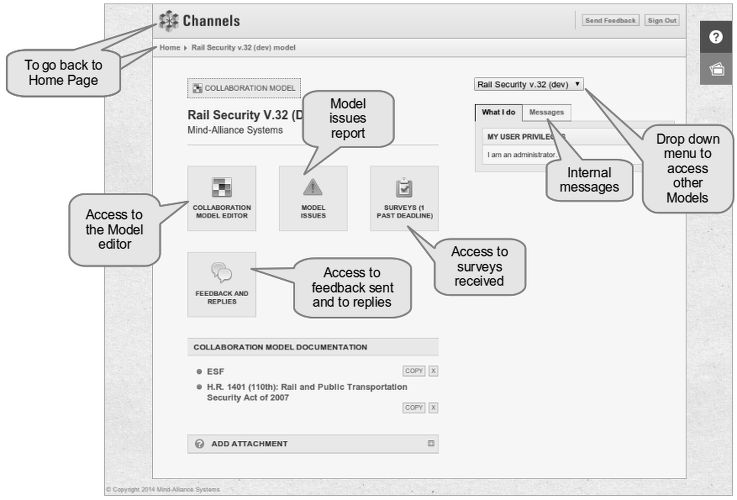 Channels
Send Feedback
Sign Out
Home
Rail Security v.32 (dev) model
To go back to
Home Page
COLLABORATION MODEL
Rail Security v.32 (dev)
Rail Security V.32 (D
Mind-Alliance Systems
Model
issues
report
What I do
Messages
MY USER PRIVILEG
I am an administrator.
Internal
messages
Drop down
menu to
access
other
Models
Access to
the Model
editor
COLLABORATION
MODEL EDITOR
MODEL
ISSUES
SURVEYS (1
PAST DEADLINE)
Access to
surveys
received
FEEDBACK AND
REPLIES
Access to
feedback sent
and to replies
COLLABORATION MODEL DOCUMENTATION
ESF
COPY X
H.R. 1401 (110th): Rail and Public Transportation
Security Act of 2007
COPY X
ADD ATTACHMENT
© Copyright 2014 Mind-Alliance Systems